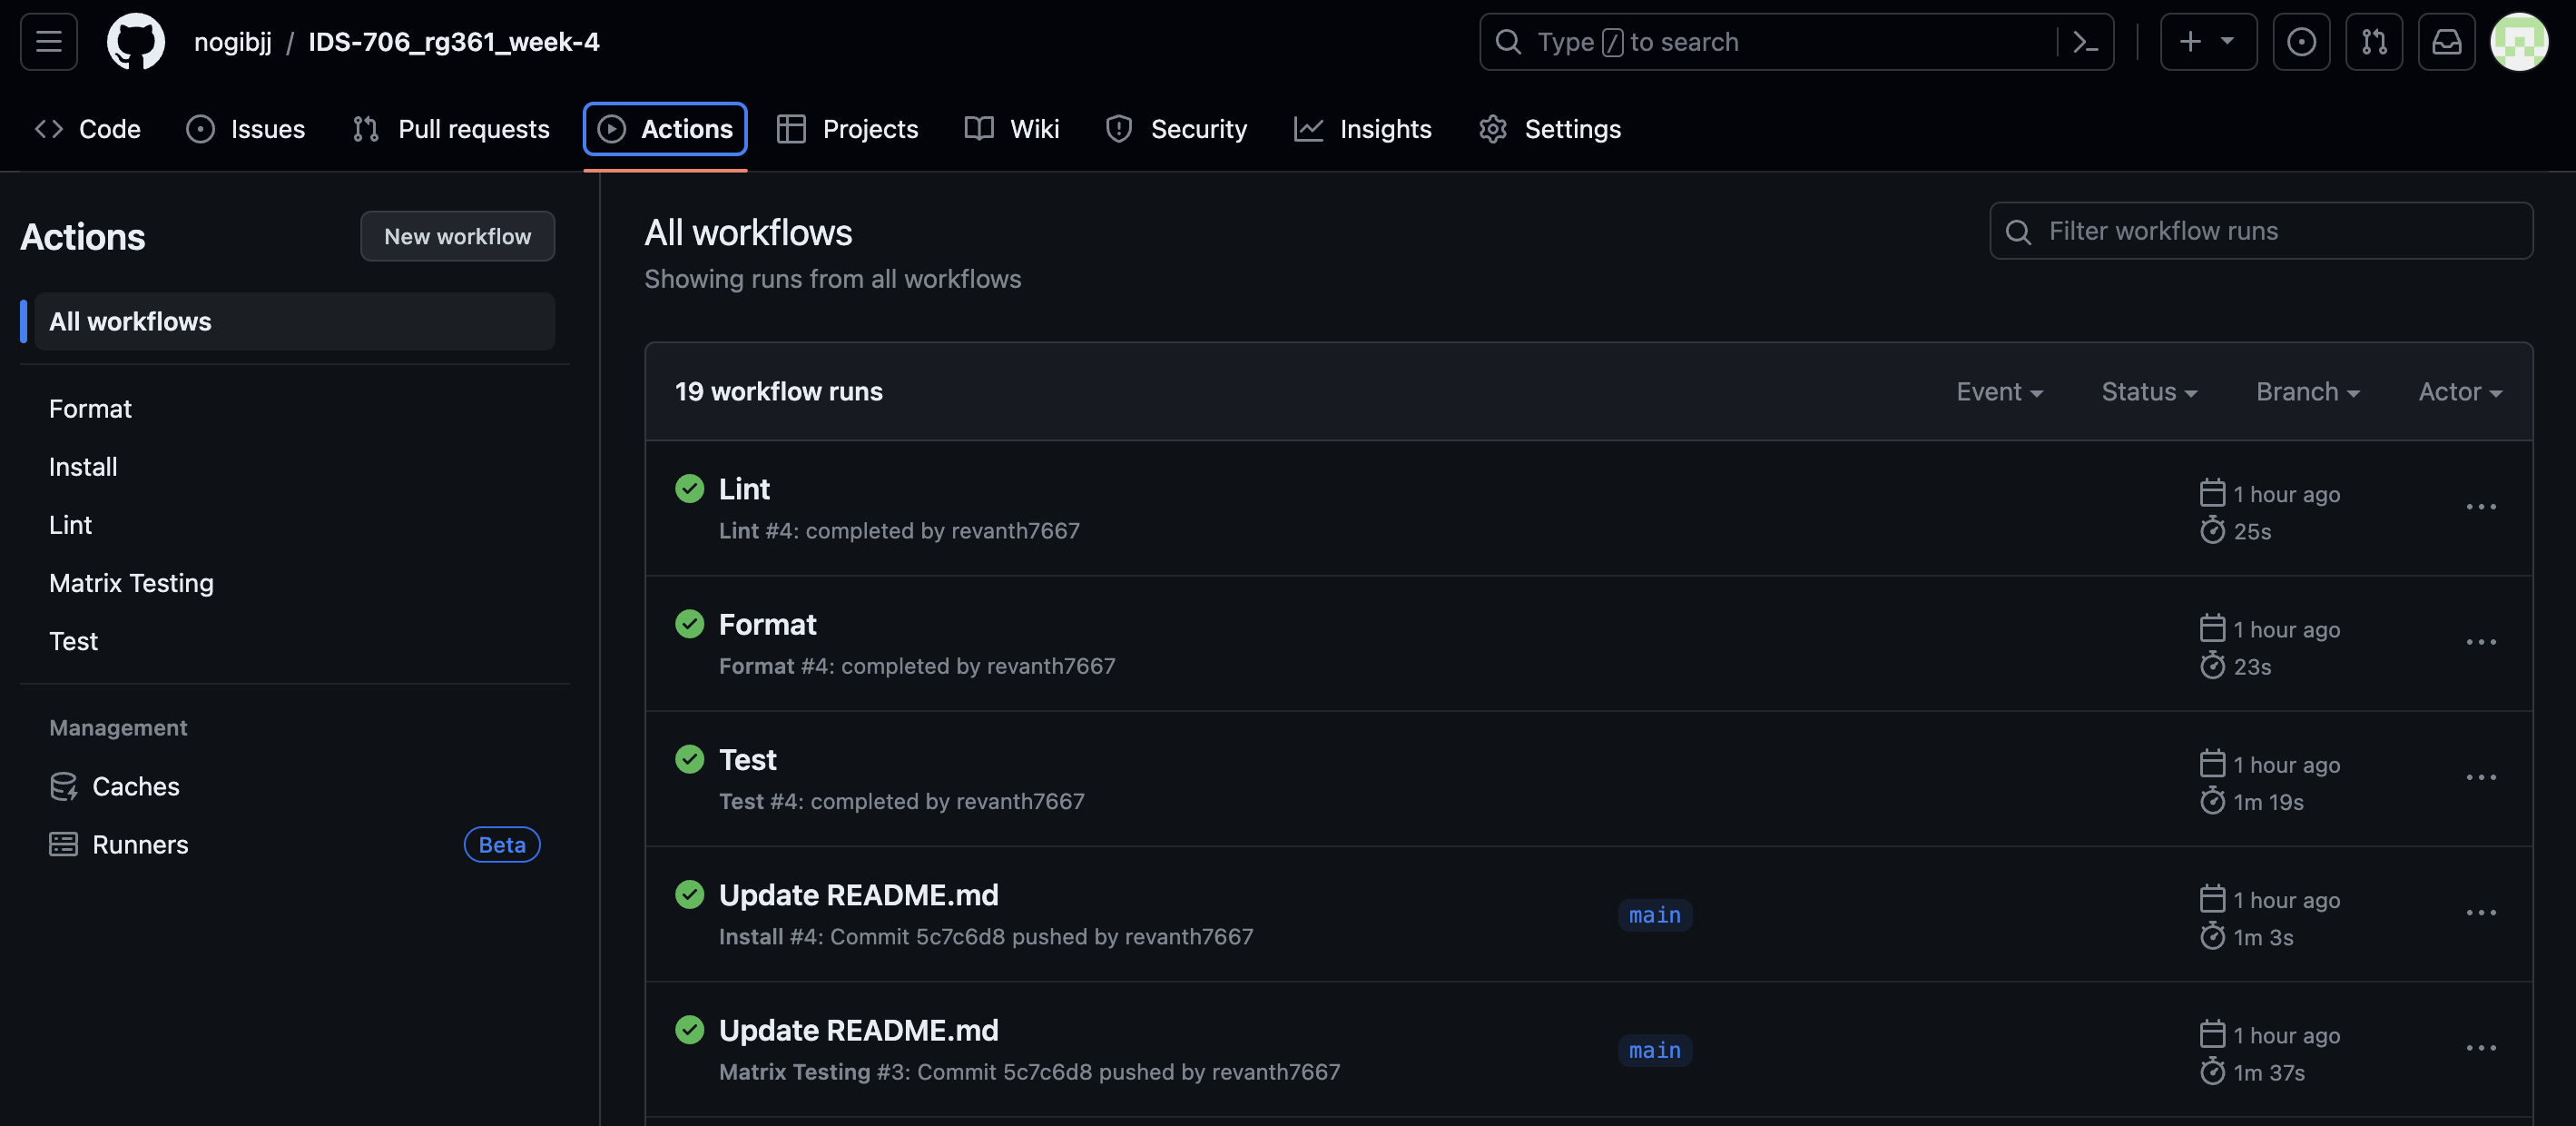 nogibjj / IDS-706_rg361_week-4
Type / to search
Code Issues Pull requests Actions Projects Wiki Security Insights Settings
Actions
New workflow
All workflows
Format
Install
Lint
Matrix Testing
Test
Management
Caches
Runners Beta
All workflows
Showing runs from all workflows
Filter workflow runs
19 workflow runs
Event Status Branch Actor
Lint
Lint #4: completed by revanth7667
1 hour ago
25s
Format
Format #4: completed by revanth7667
1 hour ago
23s
Test
Test #4: completed by revanth7667
1 hour ago
1m 19s
Update README.md
Install #4: Commit 5c7c6d8 pushed by revanth7667
main
1 hour ago
1m 3s
Update README.md
Matrix Testing #3: Commit 5c7c6d8 pushed by revanth7667
main
1 hour ago
1m 37s